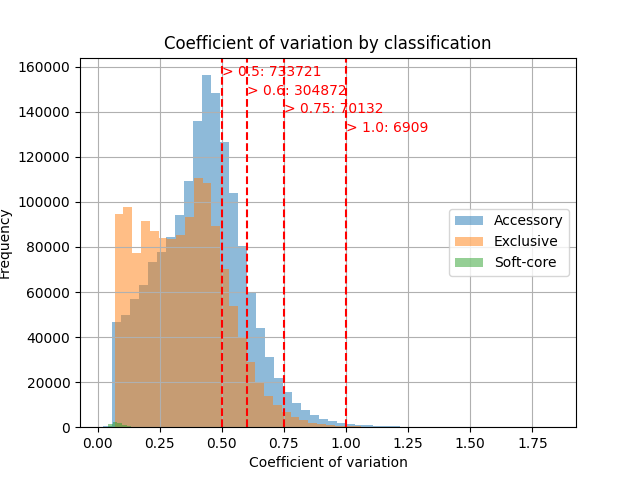 Coefficient of variation by classification
160000
140000
120000
100000
80000
60000
40000
20000
0
Frequency
> 0.5: 733721
> 0.6: 304872
> 0.75: 70132
> 1.0: 6909
Accessory
Exclusive
Soft-core
0.00 0.25 0.50 0.75 1.00 1.25 1.50 1.75
Coefficient of variation